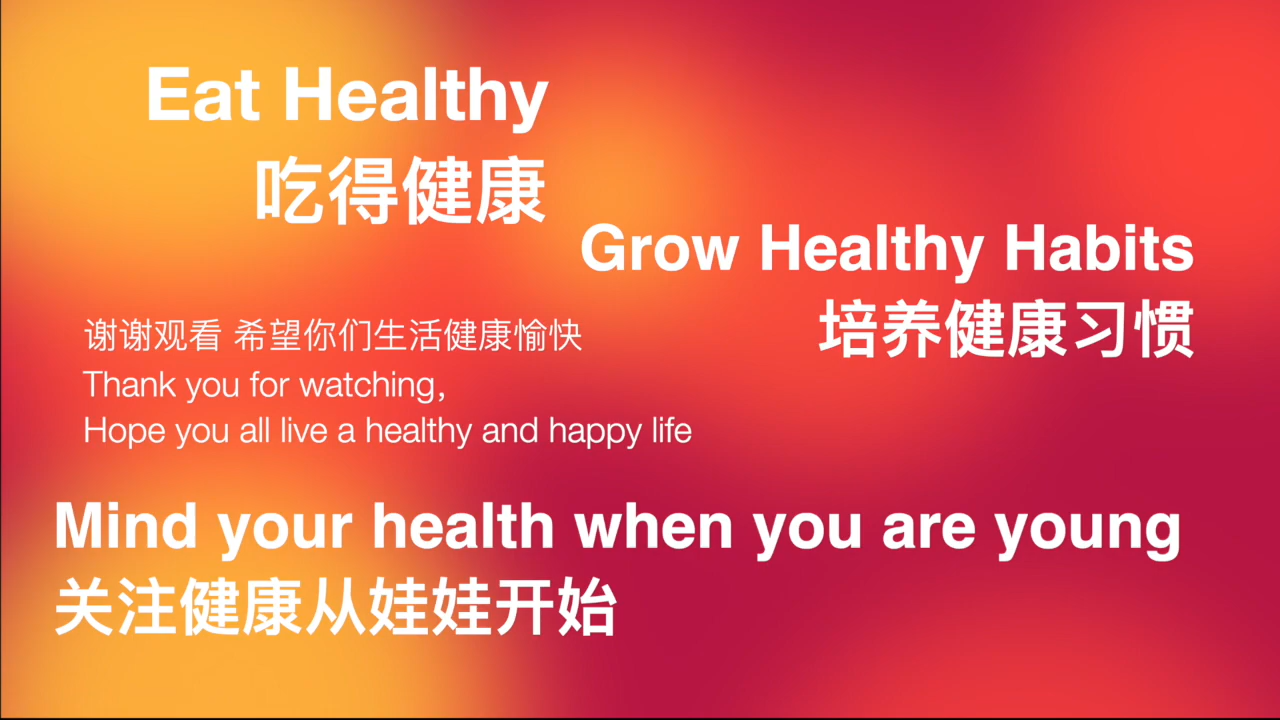 Eat Healthy
吃得健康
Grow Healthy Habits
培养健康习惯
谢谢观看 希望你们生活健康愉快
Thank you for watching,
Hope you all live a healthy and happy life
Mind your health when you are young
关注健康从娃娃开始